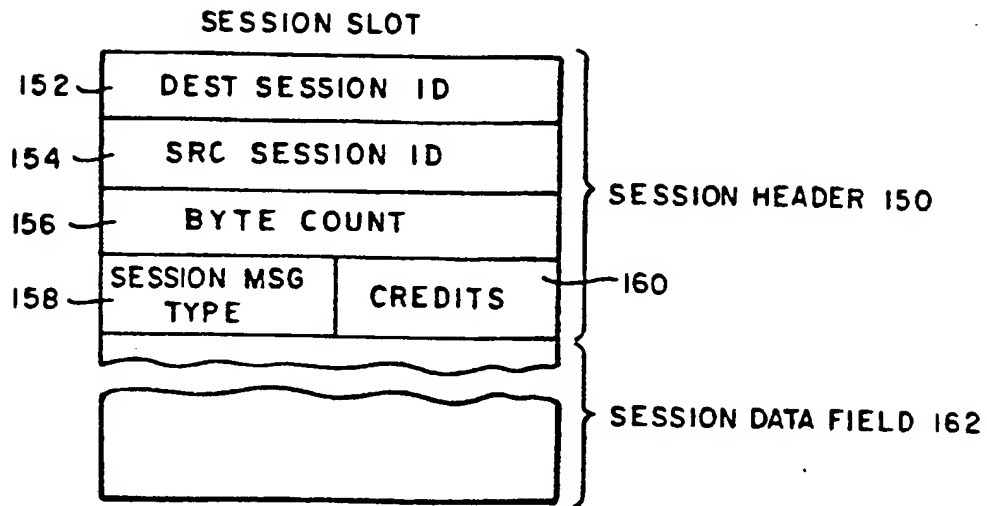 SESSION SLOT
152 DEST SESSION ID
154 SRC SESSION ID
156 BYTE COUNT
SESSION HEADER 150
158 SESSION MSG
TYPE
CREDITS 160
SESSION DATA FIELD 162